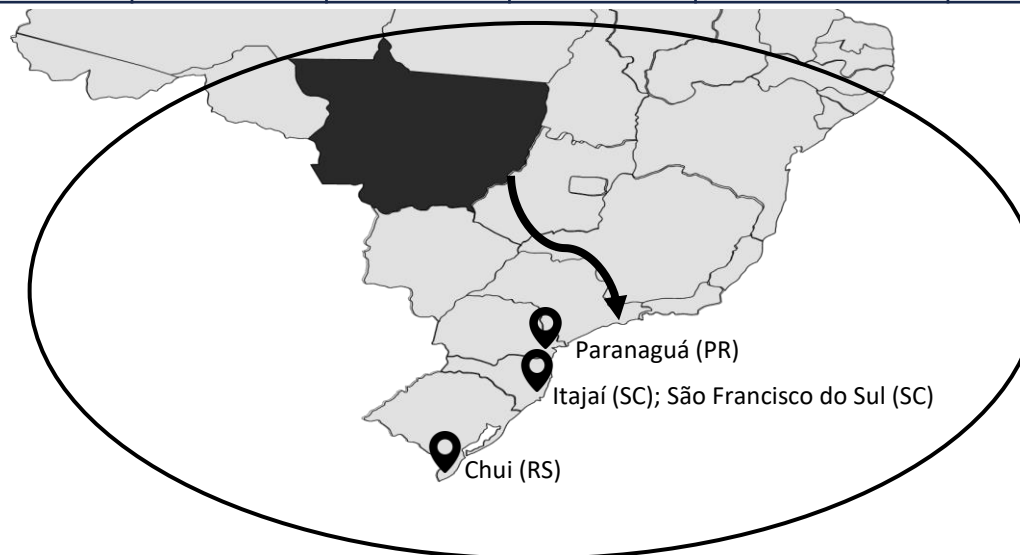 Paranaguá (PR)
Itajaí (SC); São Francisco do Sul (SC)
Chui (RS)